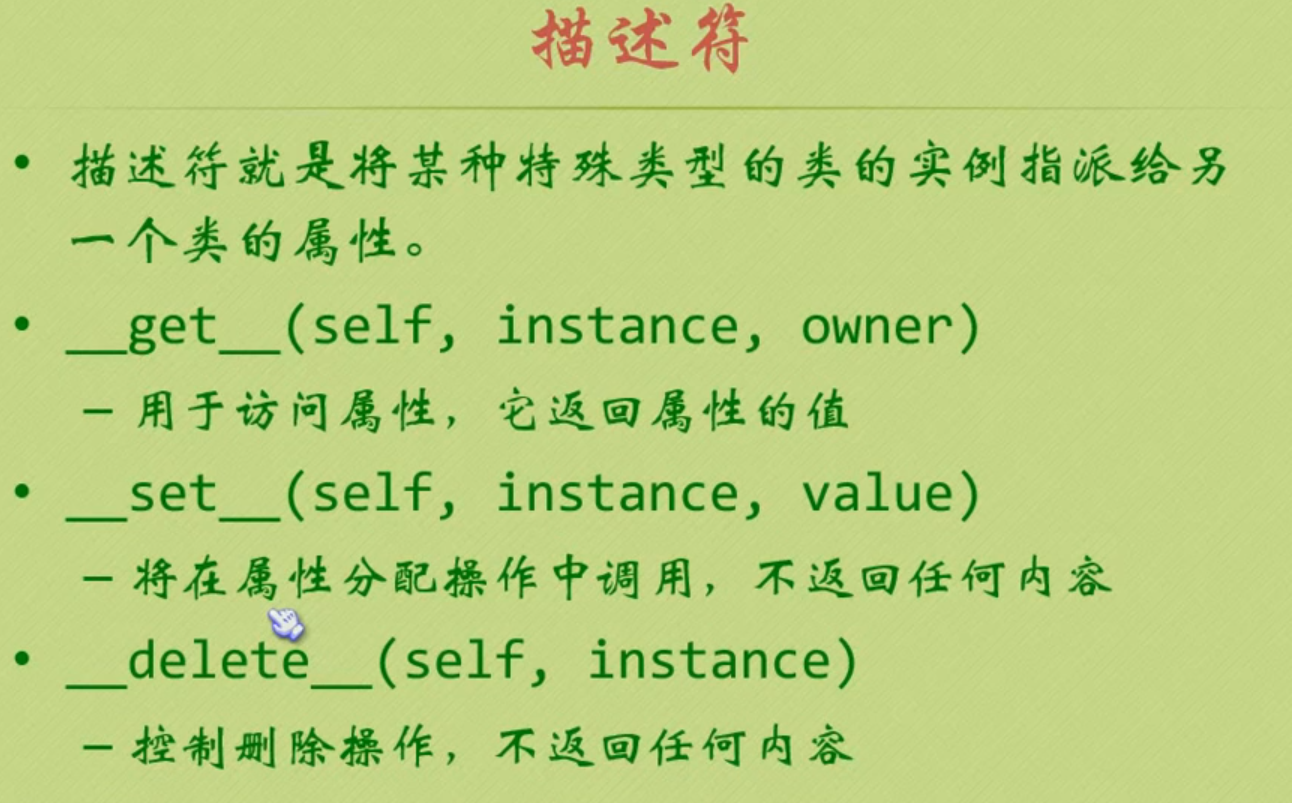 描述符
• 描述符就是将某种特殊类型的类的实例指派给另
一个类的属性。
• __get__(self, instance, owner)
– 用于访问属性，它返回属性的值
• __set__(self, instance, value)
– 将在属性分配操作中调用，不返回任何内容
• __delete__(self, instance)
– 控制删除操作，不返回任何内容